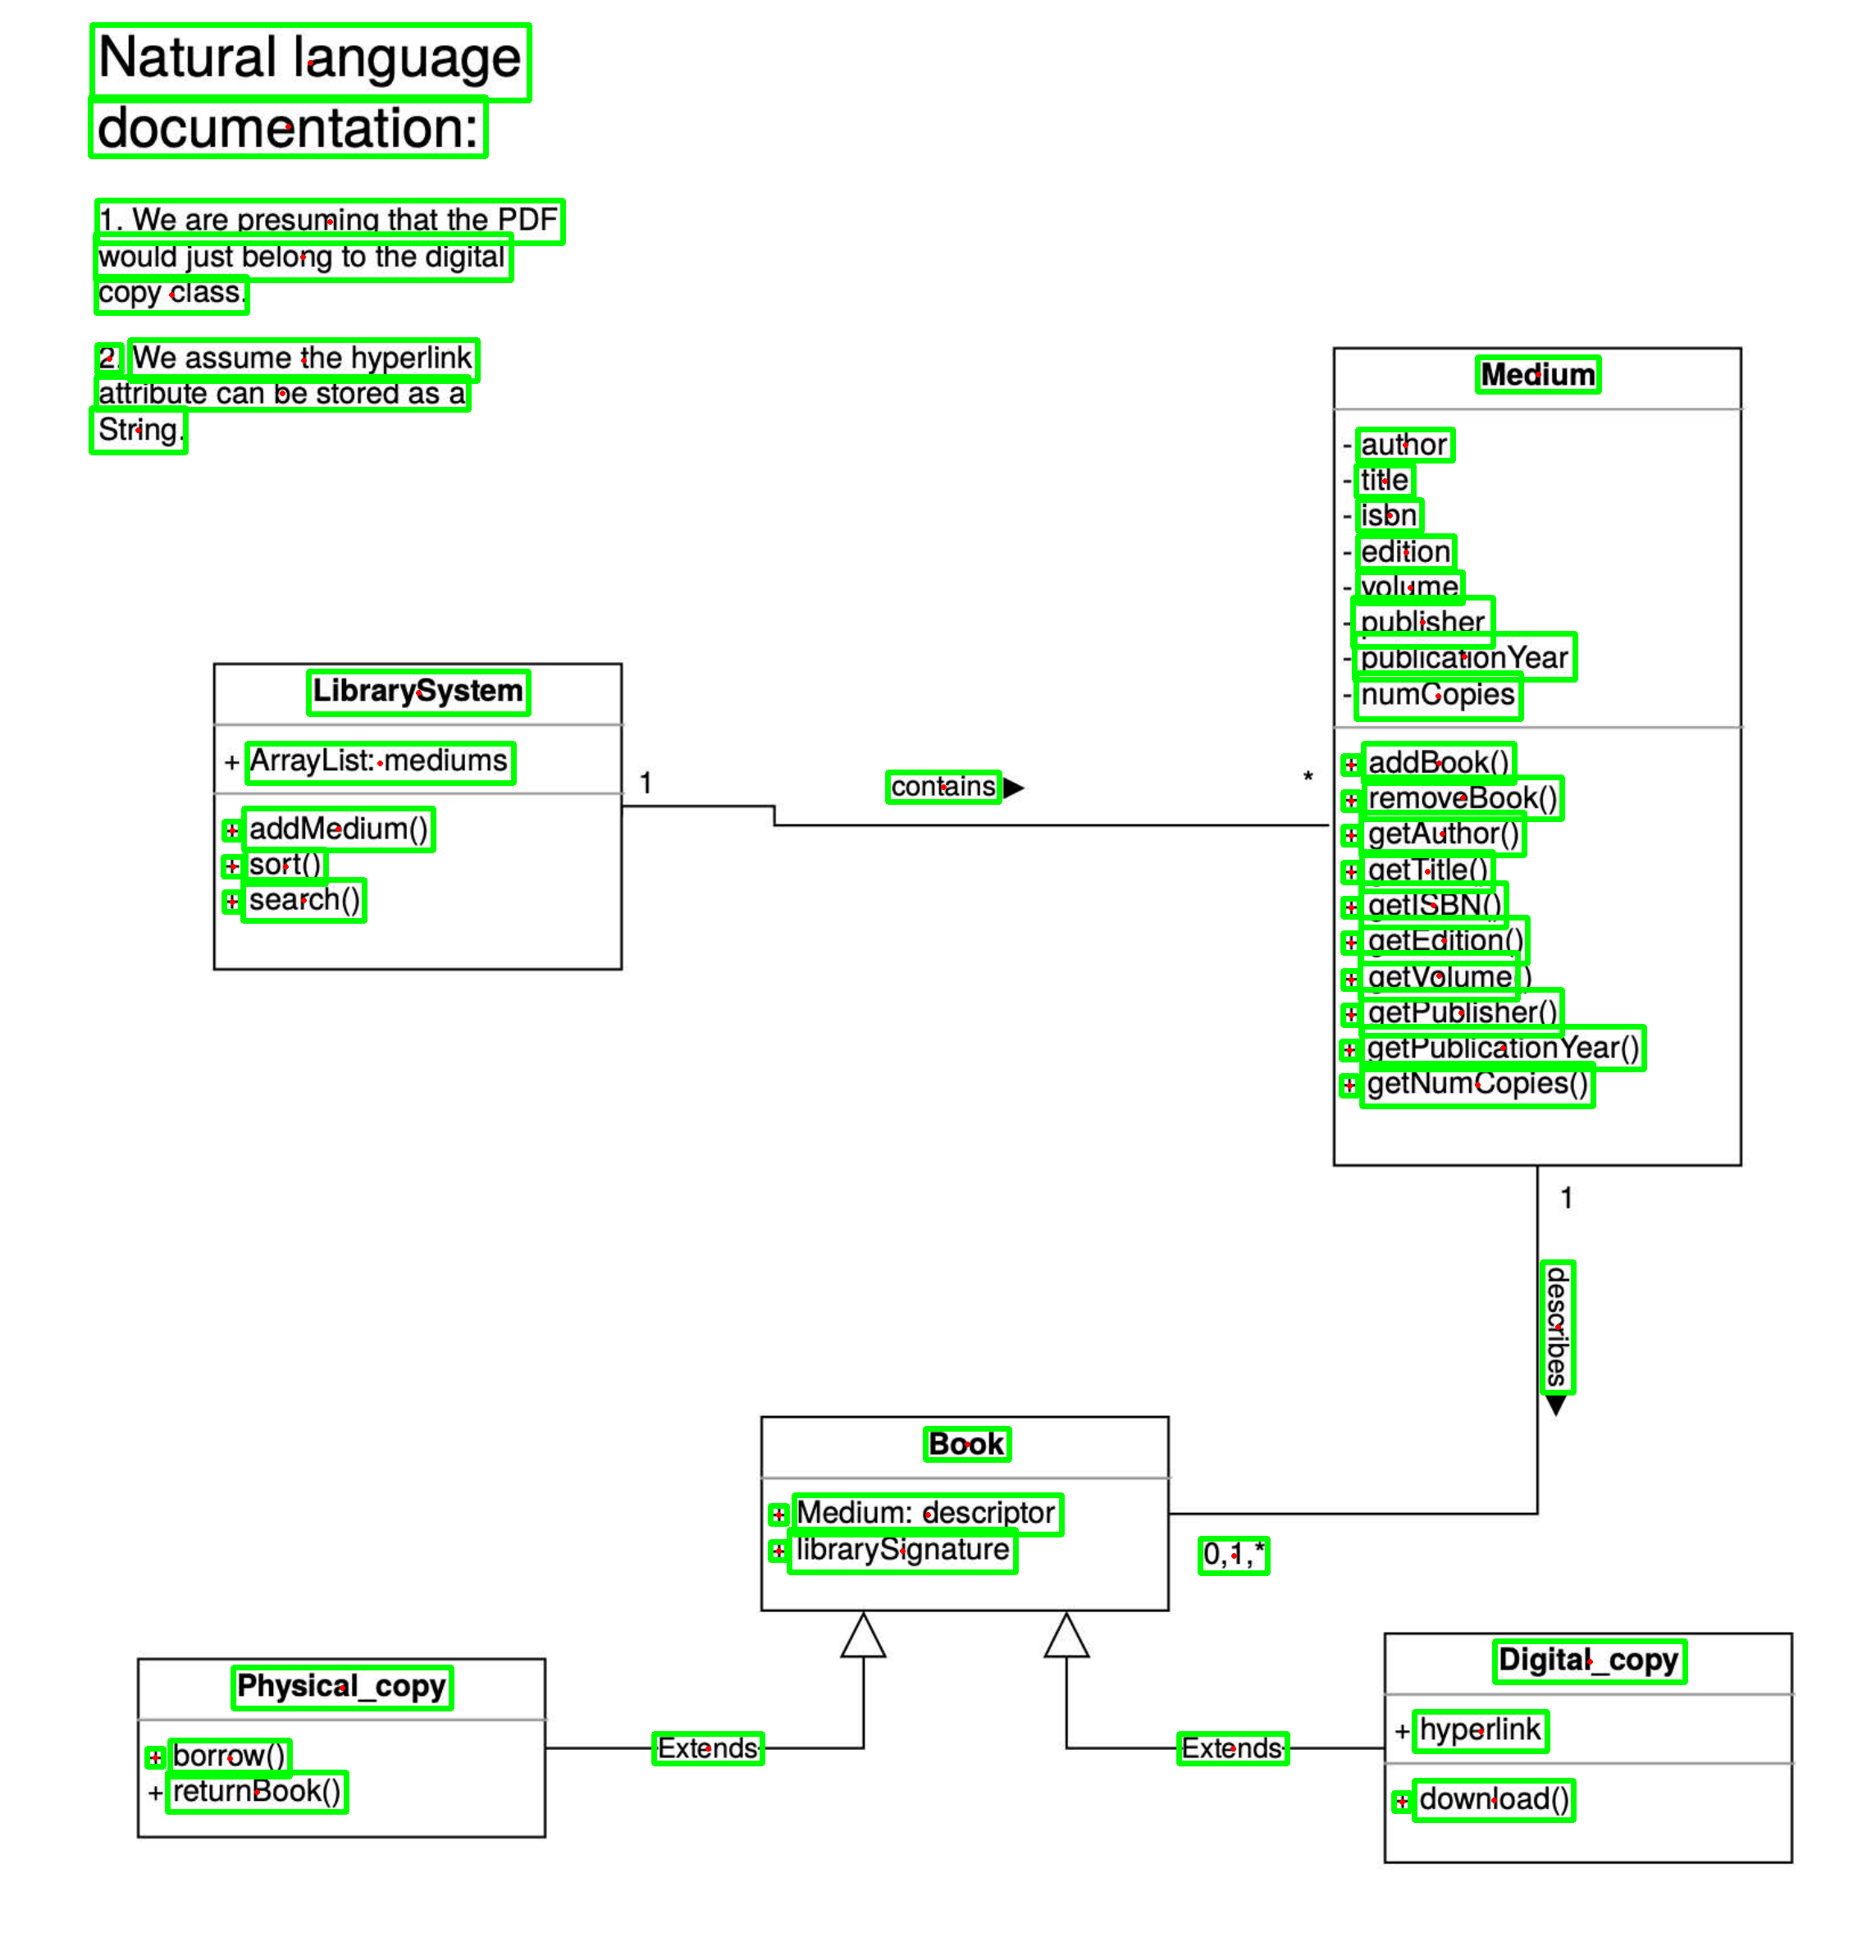 Natural language
documentation:
1. We are presuming that the PDF
would just belong to the digital
copy class.
2. We assume the hyperlink
attribute can be stored as a
String.
Medium
- author
- title
- isbn
- edition
- volume
- publisher
- publicationYear
- numCopies
+ addBook()
+ removeBook()
+ getAuthor()
+ getTitle()
+ getISBN()
+ getEdition()
+ getVolume()
+ getPublisher()
+ getPublicationYear()
+ getNumCopies()
LibrarySystem
+ ArrayList: mediums
+ addMedium()
+ sort()
+ search()
1
contains
*
1
describes
Book
+ Medium: descriptor
+ librarySignature
0,1,*
Physical_copy
+ borrow()
+ returnBook()
Extends
Extends
Digital_copy
+ hyperlink
+ download()